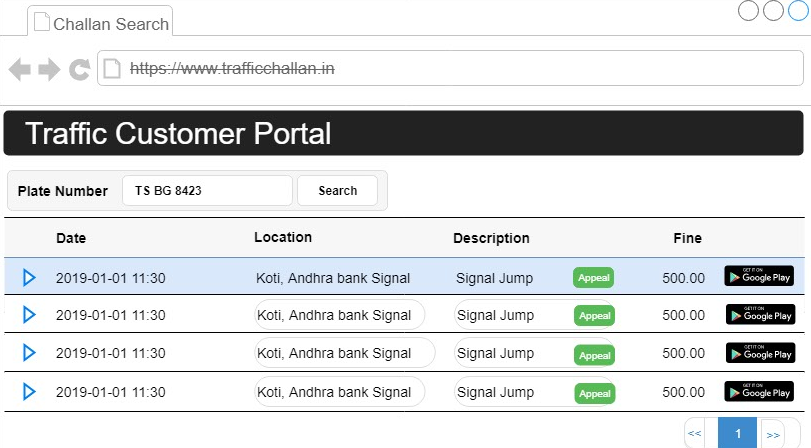 Challan Search
https://www.trafficchallan.in
Traffic Customer Portal
Plate Number TS BG 8423 Search
Date Location Description Fine
2019-01-01 11:30 Koti, Andhra bank Signal Signal Jump Appeal 500.00 GET IT ON Google Play
2019-01-01 11:30 Koti, Andhra bank Signal Signal Jump Appeal 500.00 GET IT ON Google Play
2019-01-01 11:30 Koti, Andhra bank Signal Signal Jump Appeal 500.00 GET IT ON Google Play
2019-01-01 11:30 Koti, Andhra bank Signal Signal Jump Appeal 500.00 GET IT ON Google Play
<< 1 >>